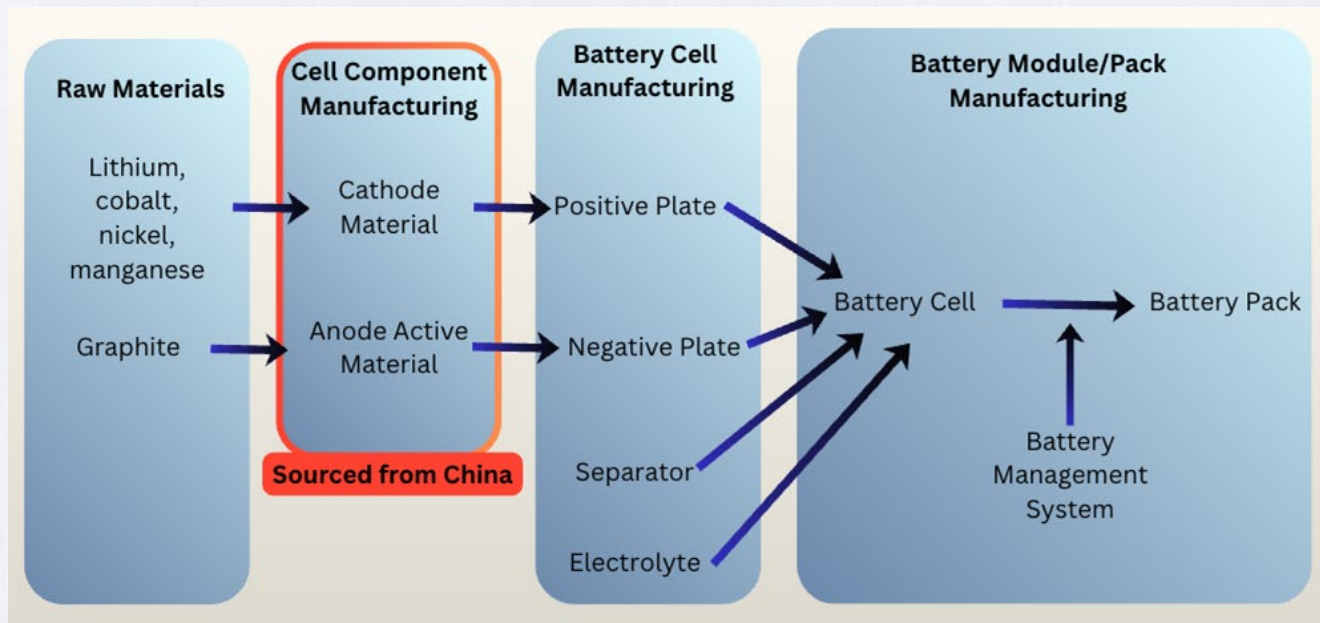 Raw Materials
Lithium,
cobalt,
nickel,
manganese
Graphite
Cell Component
Manufacturing
Cathode
Material
Anode Active
Material
Sourced from China
Battery Cell
Manufacturing
Positive Plate
Negative Plate
Separator
Electrolyte
Battery Module/Pack
Manufacturing
Battery Cell
Battery Pack
Battery
Management
System